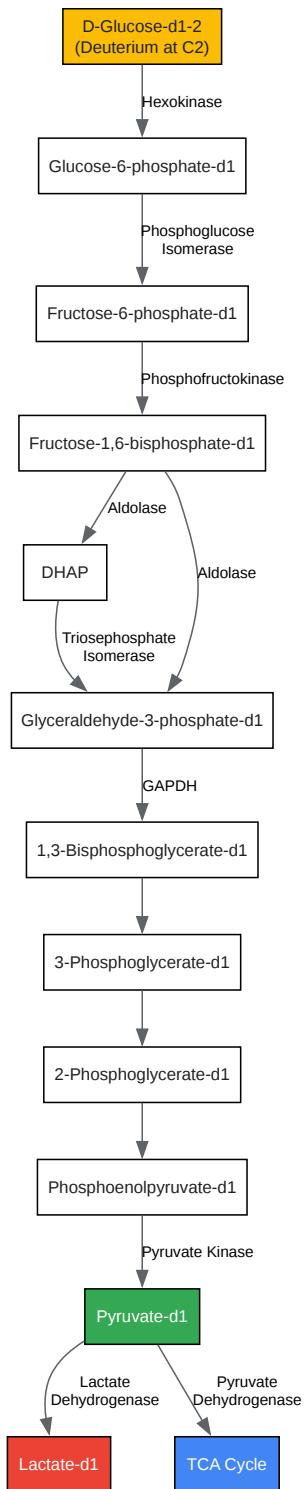 D-Glucose-d1-2
(Deuterium at C2)
Hexokinase
Glucose-6-phosphate-d1
Phosphoglucose
Isomerase
Fructose-6-phosphate-d1
Phosphofructokinase
Fructose-1,6-bisphosphate-d1
Aldolase
DHAP
Aldolase
Triosephosphate
Isomerase
Glyceraldehyde-3-phosphate-d1
GAPDH
1,3-Bisphosphoglycerate-d1
3-Phosphoglycerate-d1
2-Phosphoglycerate-d1
Phosphoenolpyruvate-d1
Pyruvate Kinase
Pyruvate-d1
Lactate
Dehydrogenase
Pyruvate
Dehydrogenase
Lactate-d1
TCA Cycle